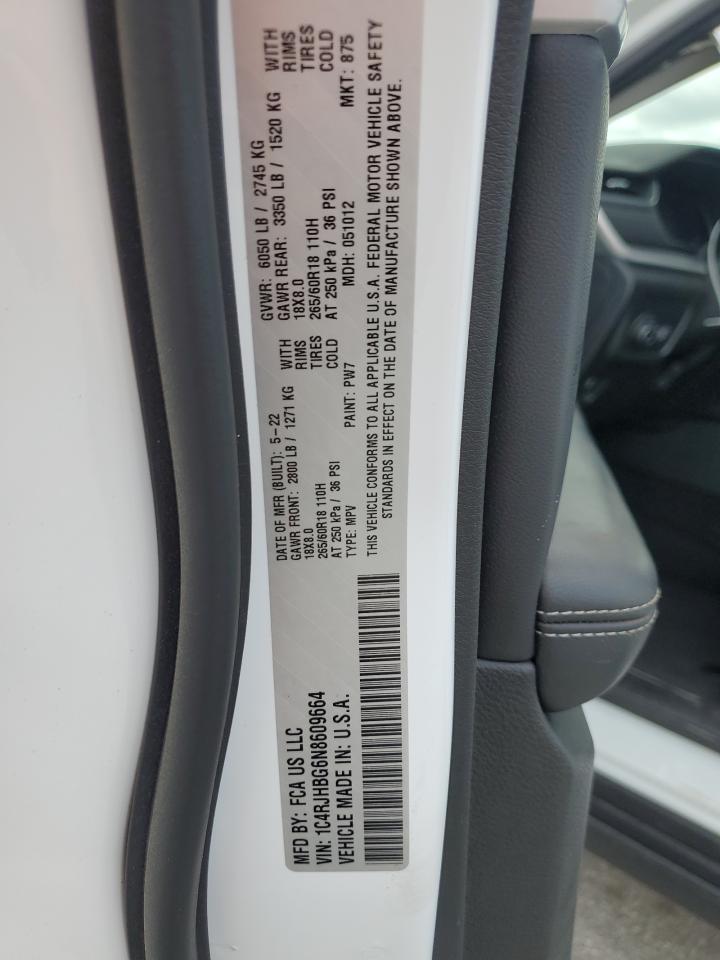 MFD BY: FCA US LLC
VIN: 1C4RJHBG6N8609664
VEHICLE MADE IN: U.S.A.
DATE OF MFR (BUILT): 5-22 GVWR: 6050 LB / 2745 KG
GAWR FRONT: 2800 LB / 1271 KG WITH GAWR REAR: 3350 LB / 1520 KG WITH
18X8.0 RIMS 18X8.0 RIMS
265/60R18 110H TIRES 265/60R18 110H TIRES
AT 250 kPa / 36 PSI COLD AT 250 kPa / 36 PSI COLD
TYPE: MPV PAINT: PW7 MDH: 051012 MKT: 875
THIS VEHICLE CONFORMS TO ALL APPLICABLE U.S.A. FEDERAL MOTOR VEHICLE SAFETY
STANDARDS IN EFFECT ON THE DATE OF MANUFACTURE SHOWN ABOVE.